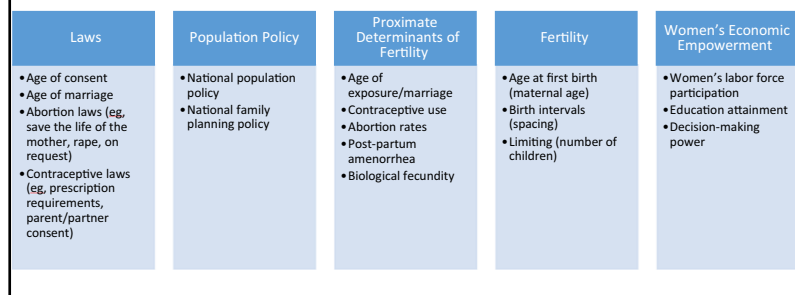 Laws
•Age of consent
•Age of marriage
•Abortion laws (eg,
save the life of the
mother, rape, on
request)
•Contraceptive laws
(eg, prescription
requirements,
parent/partner
consent)
Population Policy
•National population
policy
•National family
planning policy
Proximate
Determinants of
Fertility
•Age of
exposure/marriage
•Contraceptive use
•Abortion rates
•Post-partum
amenorrhea
•Biological fecundity
Fertility
•Age at first birth
(maternal age)
•Birth intervals
(spacing)
•Limiting (number of
children)
Women's Economic
Empowerment
•Women's labor force
participation
•Education attainment
•Decision-making
power